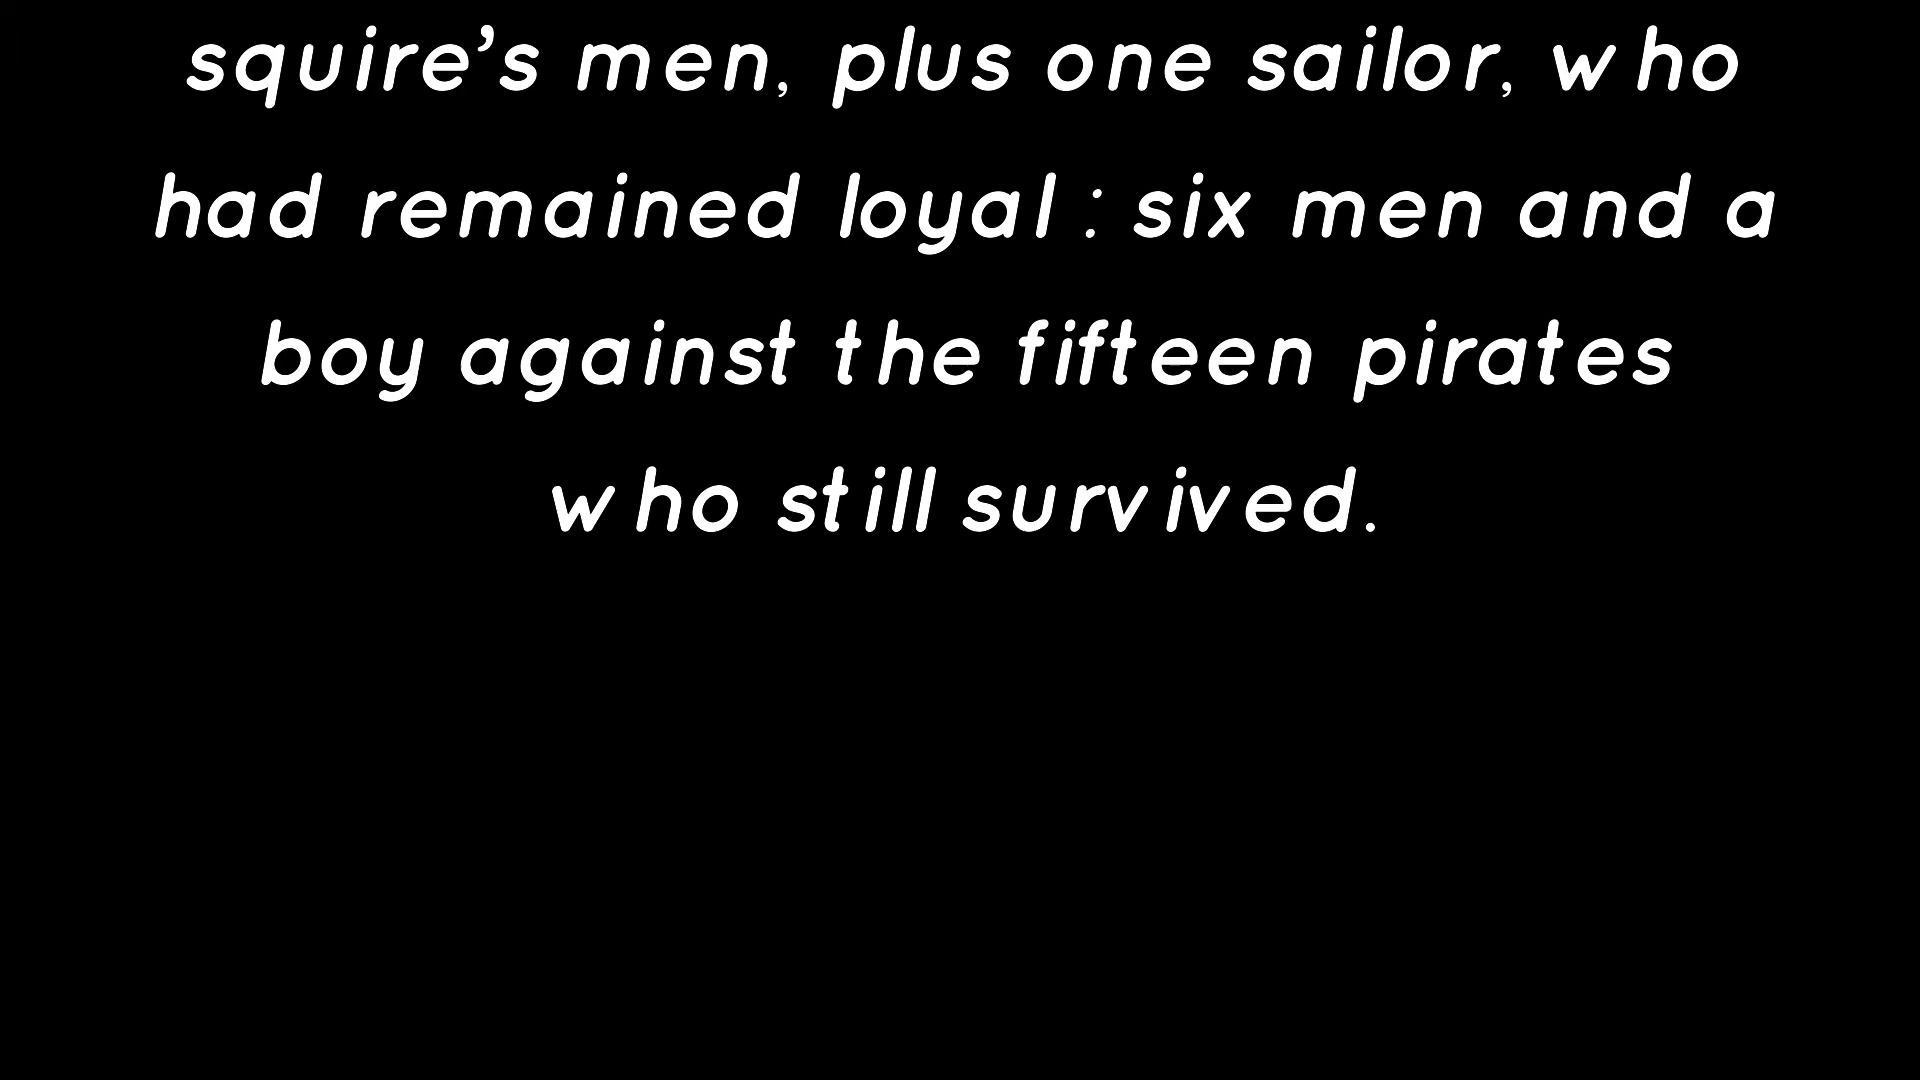 squire’s men, plus one sailor, who
had remained loyal : six men and a
boy against the fifteen pirates
who still survived.